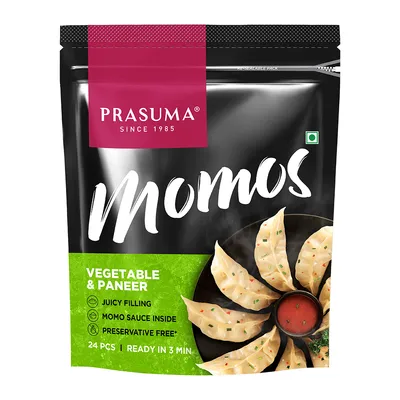 PRASUMA®
SINCE 1985
Momos
VEGETABLE
& PANEER
JUICY FILLING
MOMO SAUCE INSIDE
PRESERVATIVE FREE*
24 PCS | READY IN 3 MIN